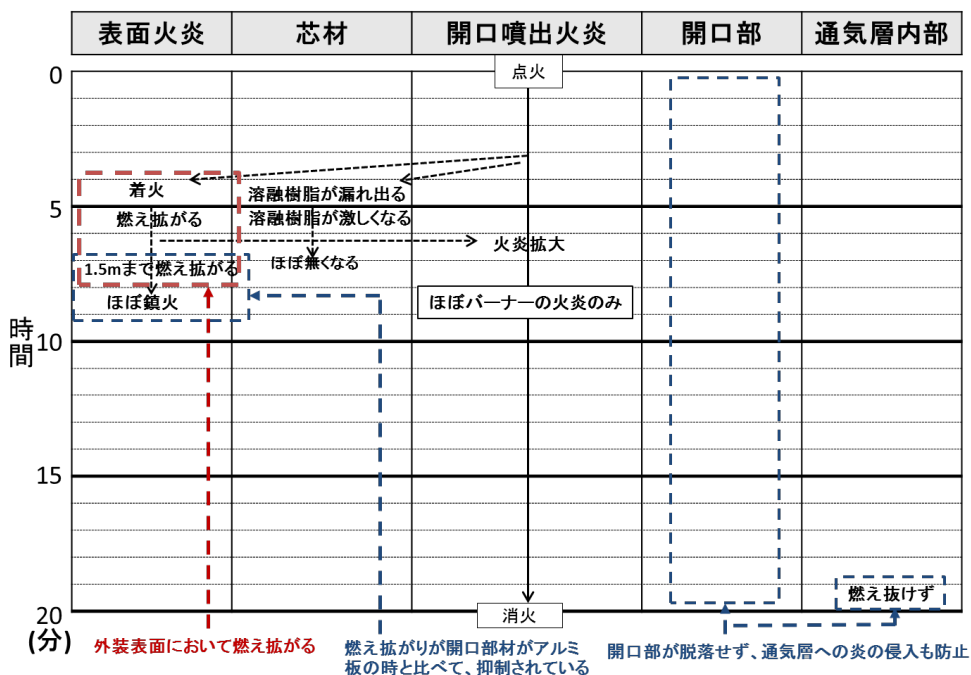 表面火炎 芯材 開口噴出火炎 開口部 通気層内部
0
点火
着火
溶融樹脂が漏れ出る
5
燃え拡がる
溶融樹脂が激しくなる
火炎拡大
ほぼ無くなる
1.5mまで燃え拡がる
ほぼ鎮火
ほぼバーナーの火炎のみ
時間
10
15
燃え抜けず
20
消火
(分)
外装表面において燃え拡がる
燃え拡がりが開口部材がアルミ
板の時と比べて、抑制されている
開口部が脱落せず、通気層への炎の侵入も防止